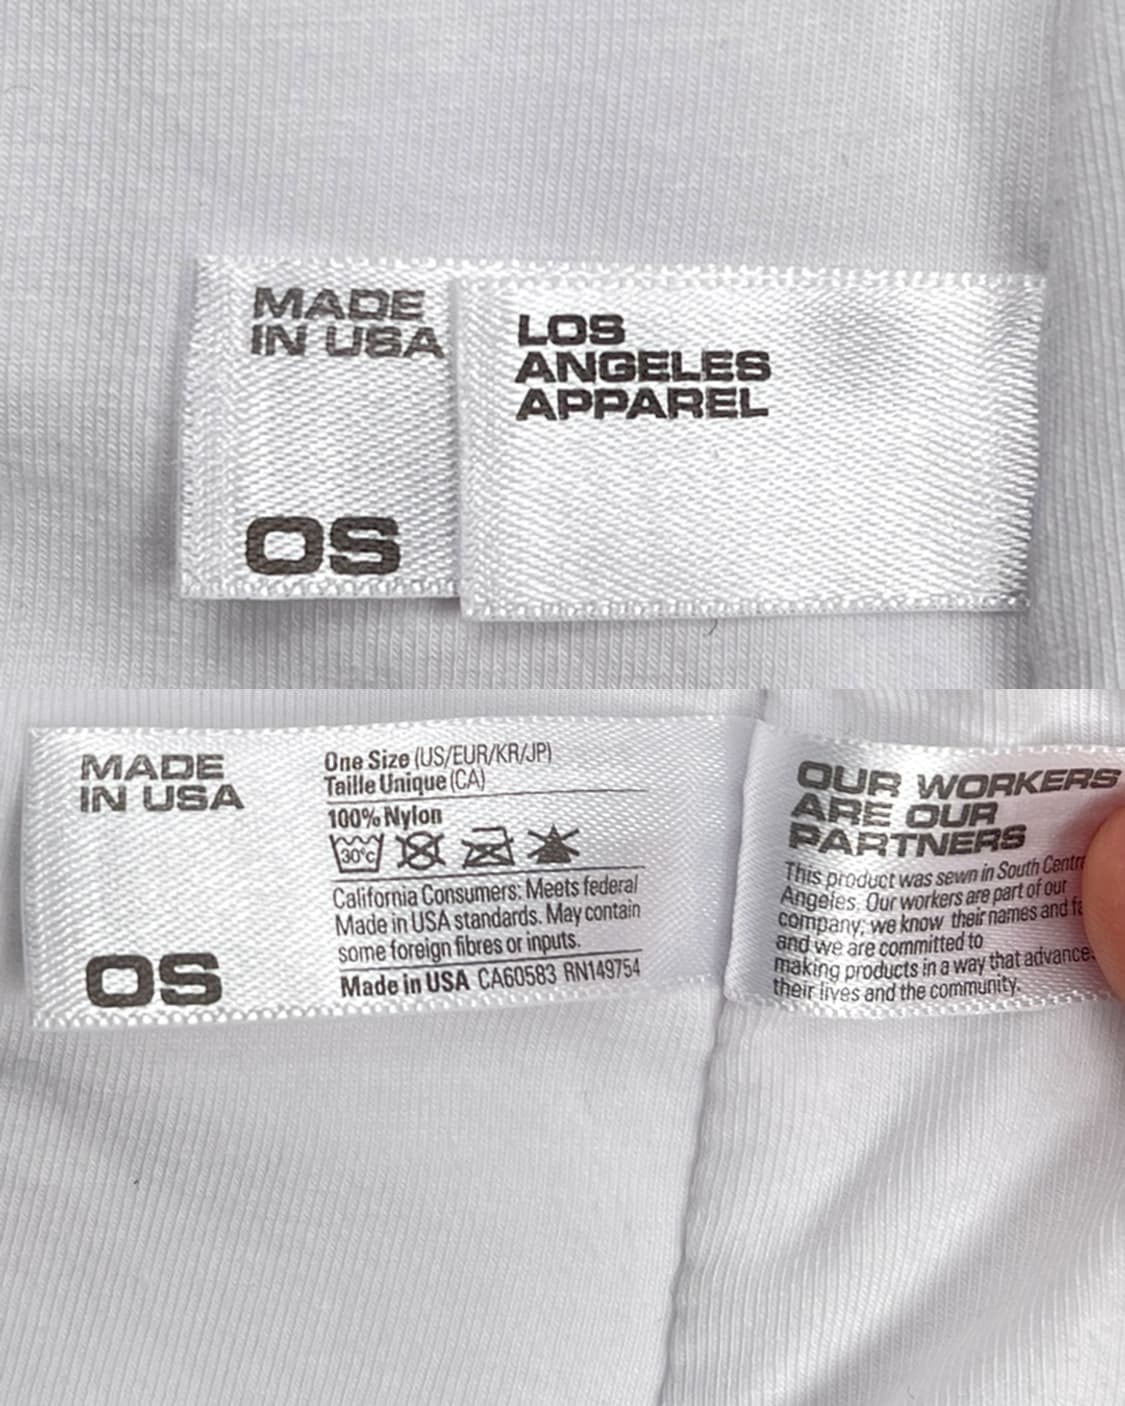 MADE
IN USA
OS
LOS
ANGELES
APPAREL
MADE
IN USA
OS
One Size (US/EUR/KR/JP)
Taille Unique (CA)
100% Nylon
30°c
California Consumers: Meets federal
Made in USA standards. May contain
some foreign fibres or inputs.
Made in USA CA60583 RN149754
OUR WORKERS
ARE OUR
PARTNERS
This product was sewn in South
Angeles. Our workers are part of our
company; we know their names and
and we are committed to
making products in a way that
their lives and the community.